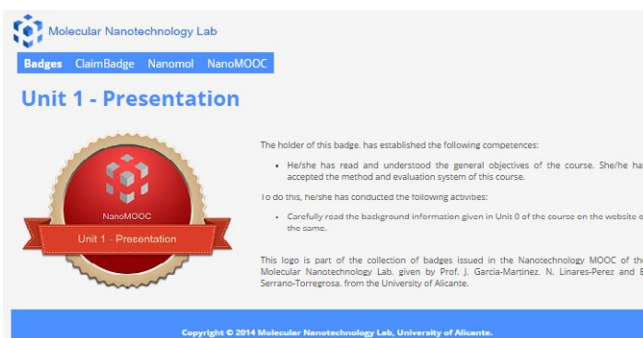 Molecular Nanotechnology Lab
Badges ClaimBadge Nanomol NanoMOOC
Unit 1 - Presentation
NanoMOOC
Unit 1 - Presentation
The holder of this badge, has established the following competences:
• He/she has read and understood the general objectives of the course. She/he has
accepted the method and evaluation system of this course.
To do this, he/she has conducted the following activities:
• Carefully read the background information given in Unit 0 of the course on the website of
the same.
This logo is part of the collection of badges issued in the Nanotechnology MOOC of the
Molecular Nanotechnology Lab. given by Prof. J. Garcia-Martinez. N. Linares-Perez and E
Serrano-Torregrosa. from the University of Alicante.
Copyright © 2014 Molecular Nanotechnology Lab, University of Alicante.